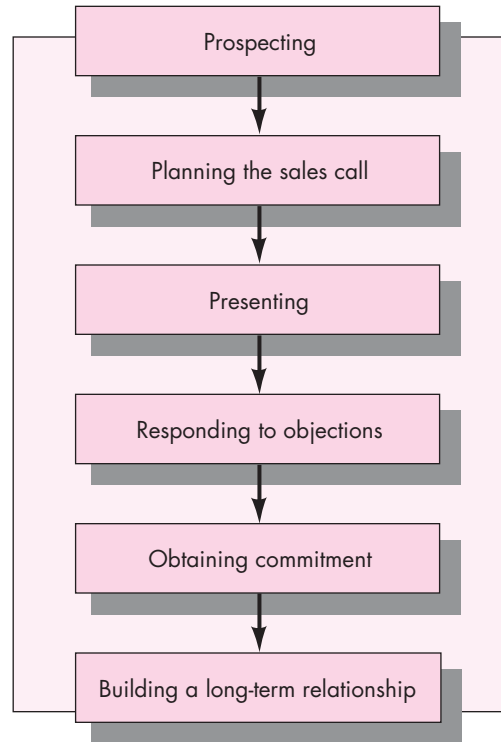 Prospecting
Planning the sales call
Presenting
Responding to objections
Obtaining commitment
Building a long-term relationship